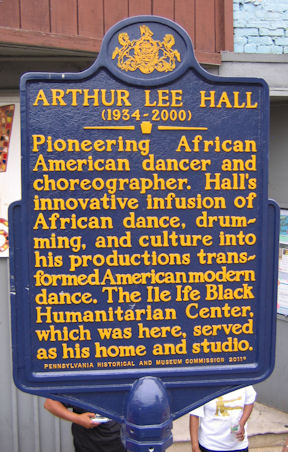 ARTHUR LEE HALL
(1934-2000)
Pioneering African
American dancer and
choreographer. Hall's
innovative infusion of
African dance, drum-
ming, and culture into
his productions trans-
formed American modern
dance. The Ile Ife Black
Humanitarian Center,
which was here, served
as his home and studio.
PENNSYLVANIA HISTORICAL AND MUSEUM COMMISSION 2011©